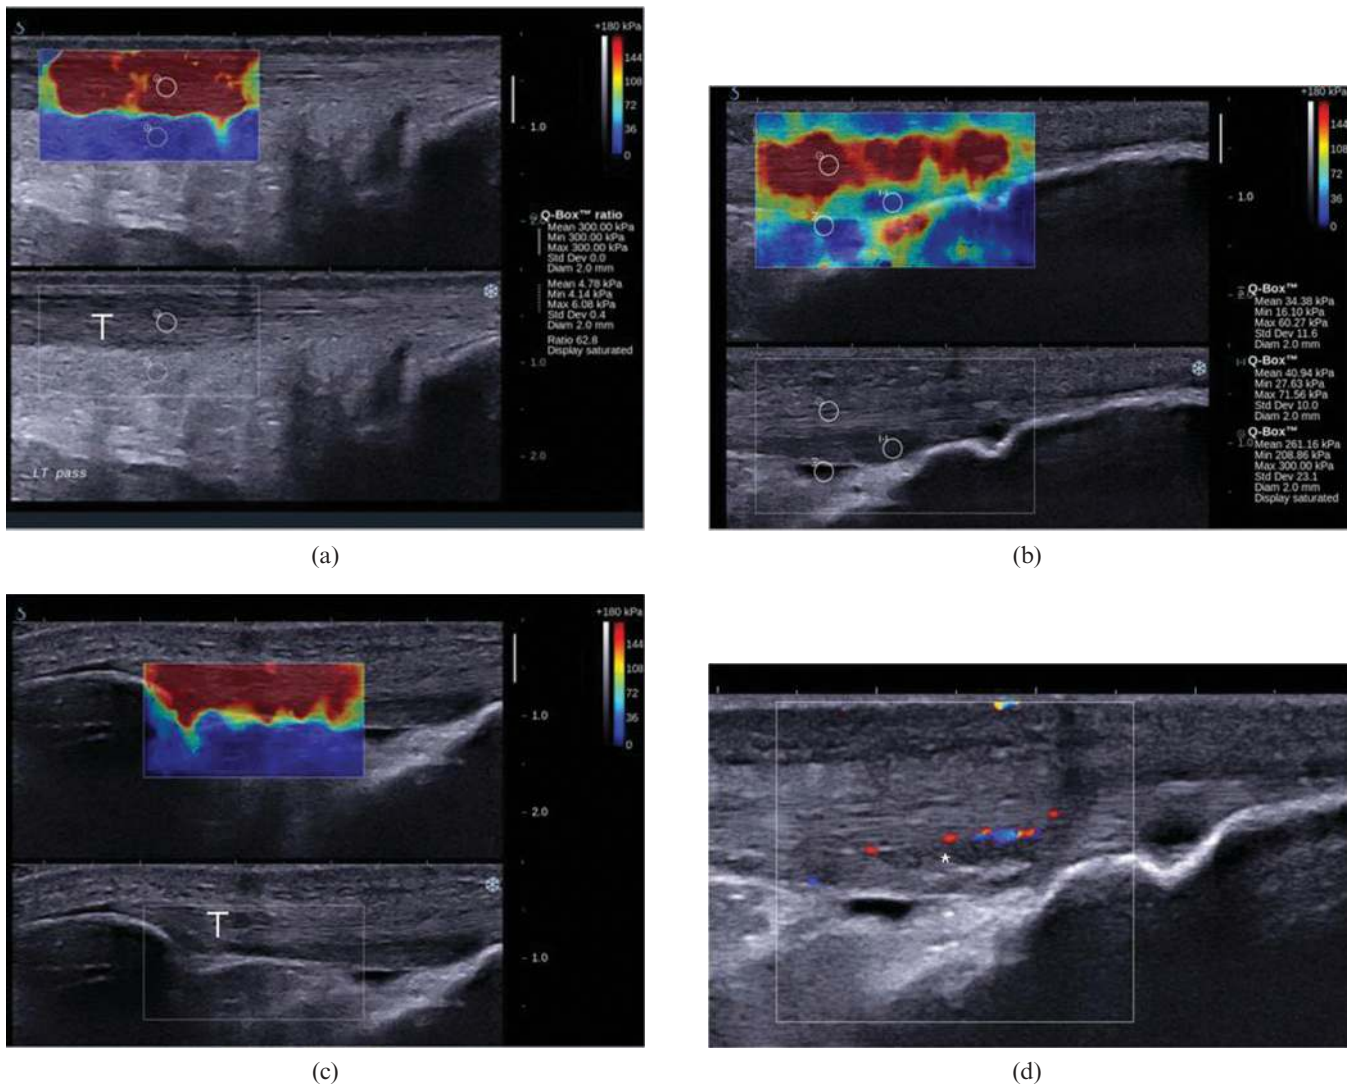 +180 kPa
144
108
72
36
0
1.0
2.0
Q-Box™ ratio
Mean 300.00 kPa
Min 300.00 kPa
Max 300.00 kPa
Std Dev 0.0
Diam 2.0 mm
Mean 4.78 kPa
Min 4.14 kPa
Max 6.08 kPa
Std Dev 0.4
Diam 2.0 mm
Ratio 62.8
Display saturated
T
1.0
2.0
LT pass
(a)
+180 kPa
144
108
72
36
0
1.0
Q-Box™
Mean 34.38 kPa
Min 16.10 kPa
Max 60.27 kPa
Std Dev 11.6
Diam 2.0 mm
Q-Box™
Mean 40.94 kPa
Min 27.63 kPa
Max 71.56 kPa
Std Dev 10.0
Diam 2.0 mm
Q-Box™
1.0
Mean 261.16 kPa
Min 208.86 kPa
Max 300.00 kPa
Std Dev 23.1
Diam 2.0 mm
Display saturated
(b)
+180 kPa
144
108
72
36
0
1.0
2.0
T
1.0
(c)
*
(d)